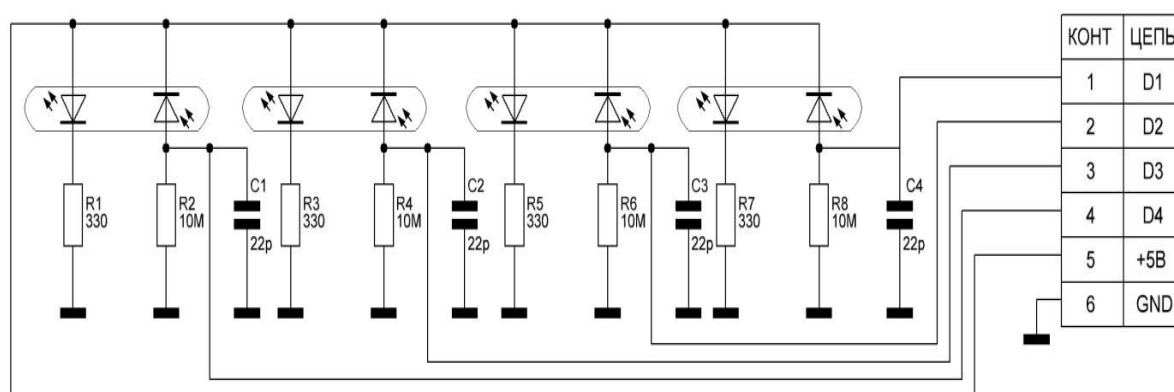 КОНТ ЦЕПЬ
1 D1
2 D2
3 D3
4 D4
5 +5В
6 GND
R1
330
R2
10M
C1
22p
R3
330
R4
10M
C2
22p
R5
330
R6
10M
C3
22p
R7
330
R8
10M
C4
22p